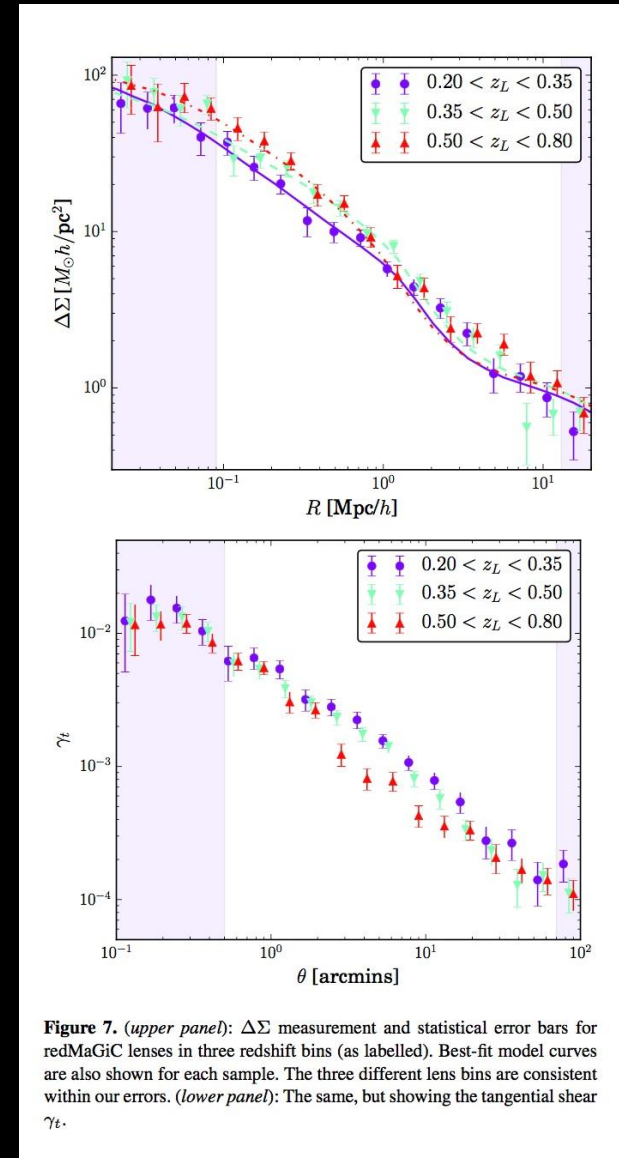 10²
10¹
10⁰
ΔΣ [M⊙h/pc²]
0.20 < z_L < 0.35
0.35 < z_L < 0.50
0.50 < z_L < 0.80
10⁻¹ 10⁰ 10¹
R [Mpc/h]
10⁻²
10⁻³
10⁻⁴
γₜ
0.20 < z_L < 0.35
0.35 < z_L < 0.50
0.50 < z_L < 0.80
10⁻¹ 10⁰ 10¹ 10²
θ [arcmins]
Figure 7. (upper panel): ΔΣ measurement and statistical error bars for
redMaGiC lenses in three redshift bins (as labelled). Best-fit model curves
are also shown for each sample. The three different lens bins are consistent
within our errors. (lower panel): The same, but showing the tangential shear
γₜ.